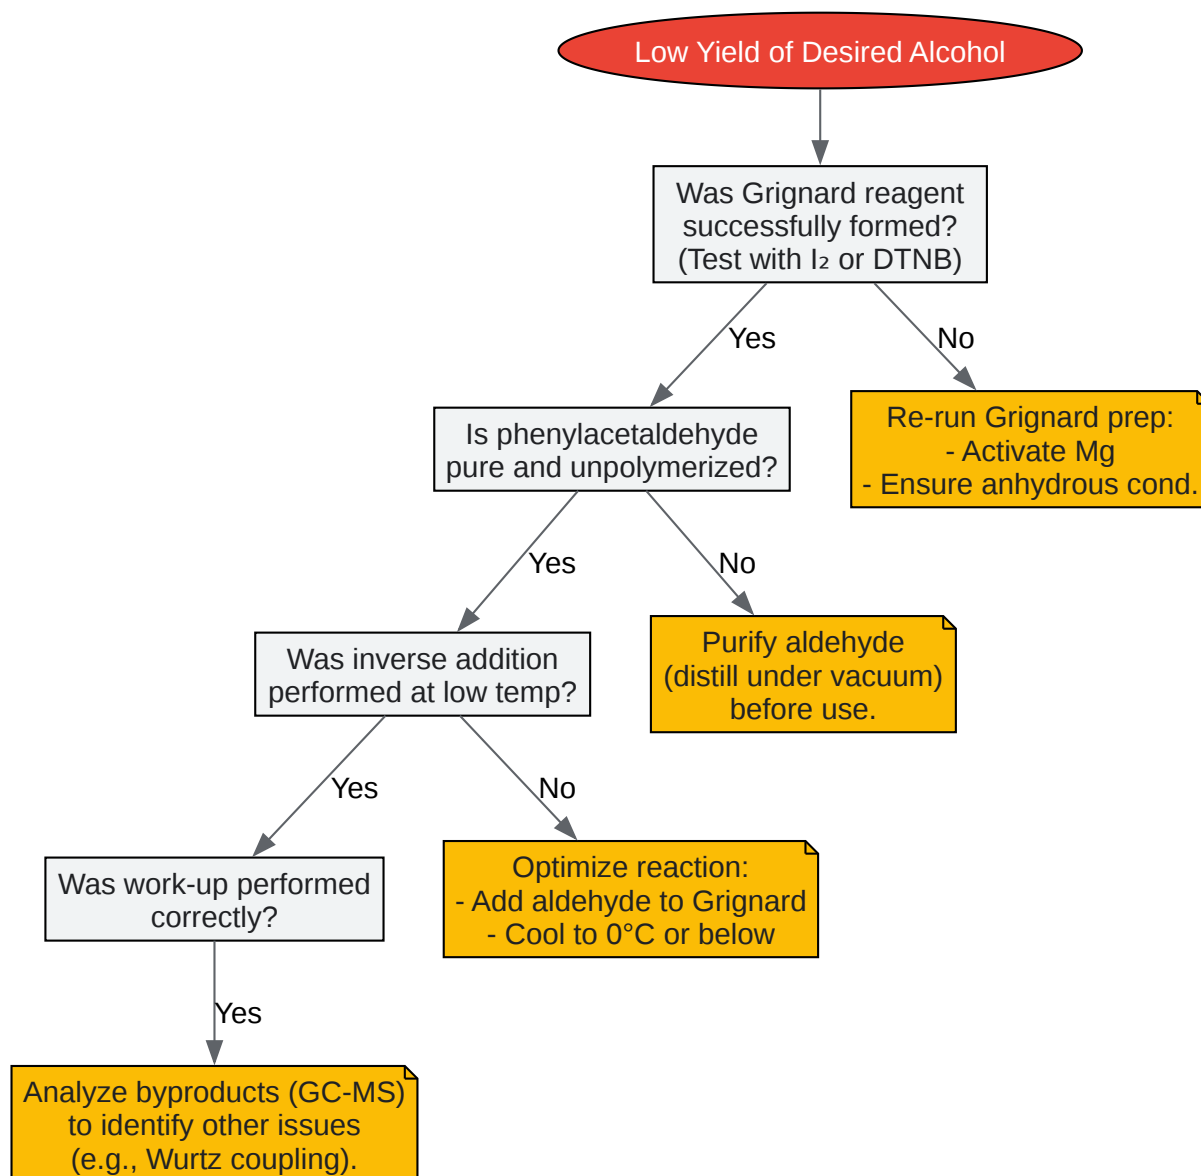 Low Yield of Desired Alcohol
Was Grignard reagent
successfully formed?
(Test with I₂ or DTNB)
Yes
No
Is phenylacetaldehyde
pure and unpolymerized?
Re-run Grignard prep:
- Activate Mg
- Ensure anhydrous cond.
Yes
No
Was inverse addition
performed at low temp?
Purify aldehyde
(distill under vacuum)
before use.
Yes
No
Was work-up performed
correctly?
Optimize reaction:
- Add aldehyde to Grignard
- Cool to 0°C or below
Yes
Analyze byproducts (GC-MS)
to identify other issues
(e.g., Wurtz coupling).